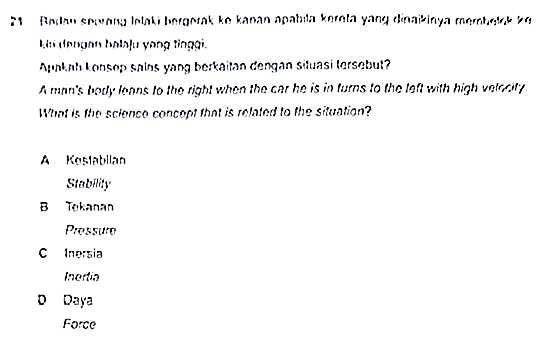 21 Badan seorang lelaki bergerak ke kanan apabila kereta yang dinaikinya membelok ke
kiri dengan halaju yang tinggi.
Apakah konsep sains yang berkaitan dengan situasi tersebut?
A man's body leans to the right when the car he is in turns to the left with high velocity.
What is the science concept that is related to the situation?
A Kestabilan
Stability
B Tekanan
Pressure
C Inersia
Inertia
D Daya
Force